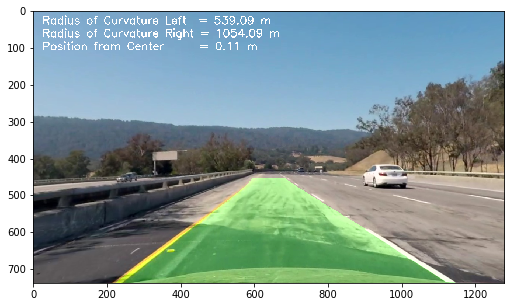 Radius of Curvature Left = 539.09 m
Radius of Curvature Right = 1054.09 m
Position from Center = 0.11 m
0
100
200
300
400
500
600
700
0 200 400 600 800 1000 1200